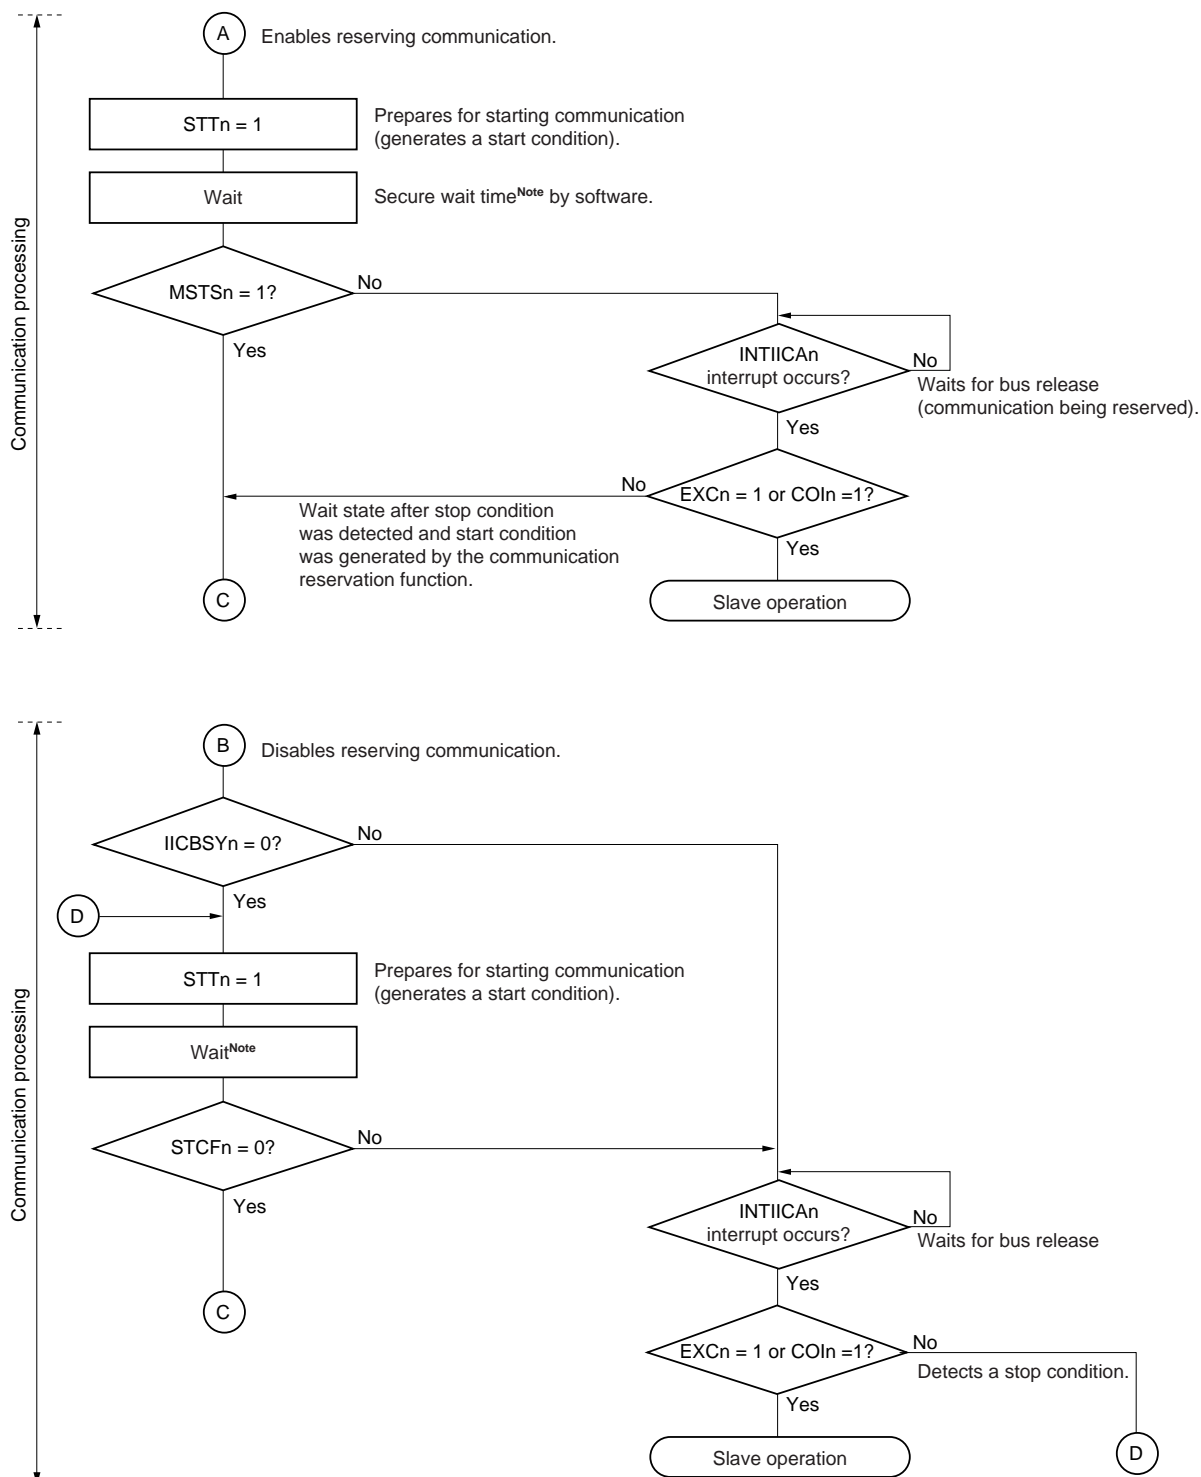 A
Enables reserving communication.
STTn = 1
Prepares for starting communication
(generates a start condition).
Wait
Secure wait timeNote by software.
Communication processing
MSTSn = 1?
No
Yes
INTIICAn
interrupt occurs?
No
Waits for bus release
(communication being reserved).
Yes
EXCn = 1 or COIn =1?
No
Wait state after stop condition
was detected and start condition
was generated by the communication
reservation function.
Yes
C
Slave operation
B
Disables reserving communication.
IICBSYn = 0?
No
Yes
D
STTn = 1
Prepares for starting communication
(generates a start condition).
WaitNote
Communication processing
STCFn = 0?
No
Yes
INTIICAn
interrupt occurs?
No
Waits for bus release
Yes
C
EXCn = 1 or COIn =1?
No
Detects a stop condition.
Yes
Slave operation
D